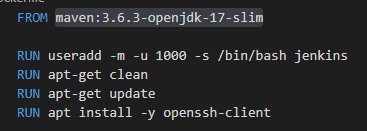 FROM maven:3.6.3-openjdk-17-slim
RUN useradd -m -u 1000 -s /bin/bash jenkins
RUN apt-get clean
RUN apt-get update
RUN apt install -y openssh-client